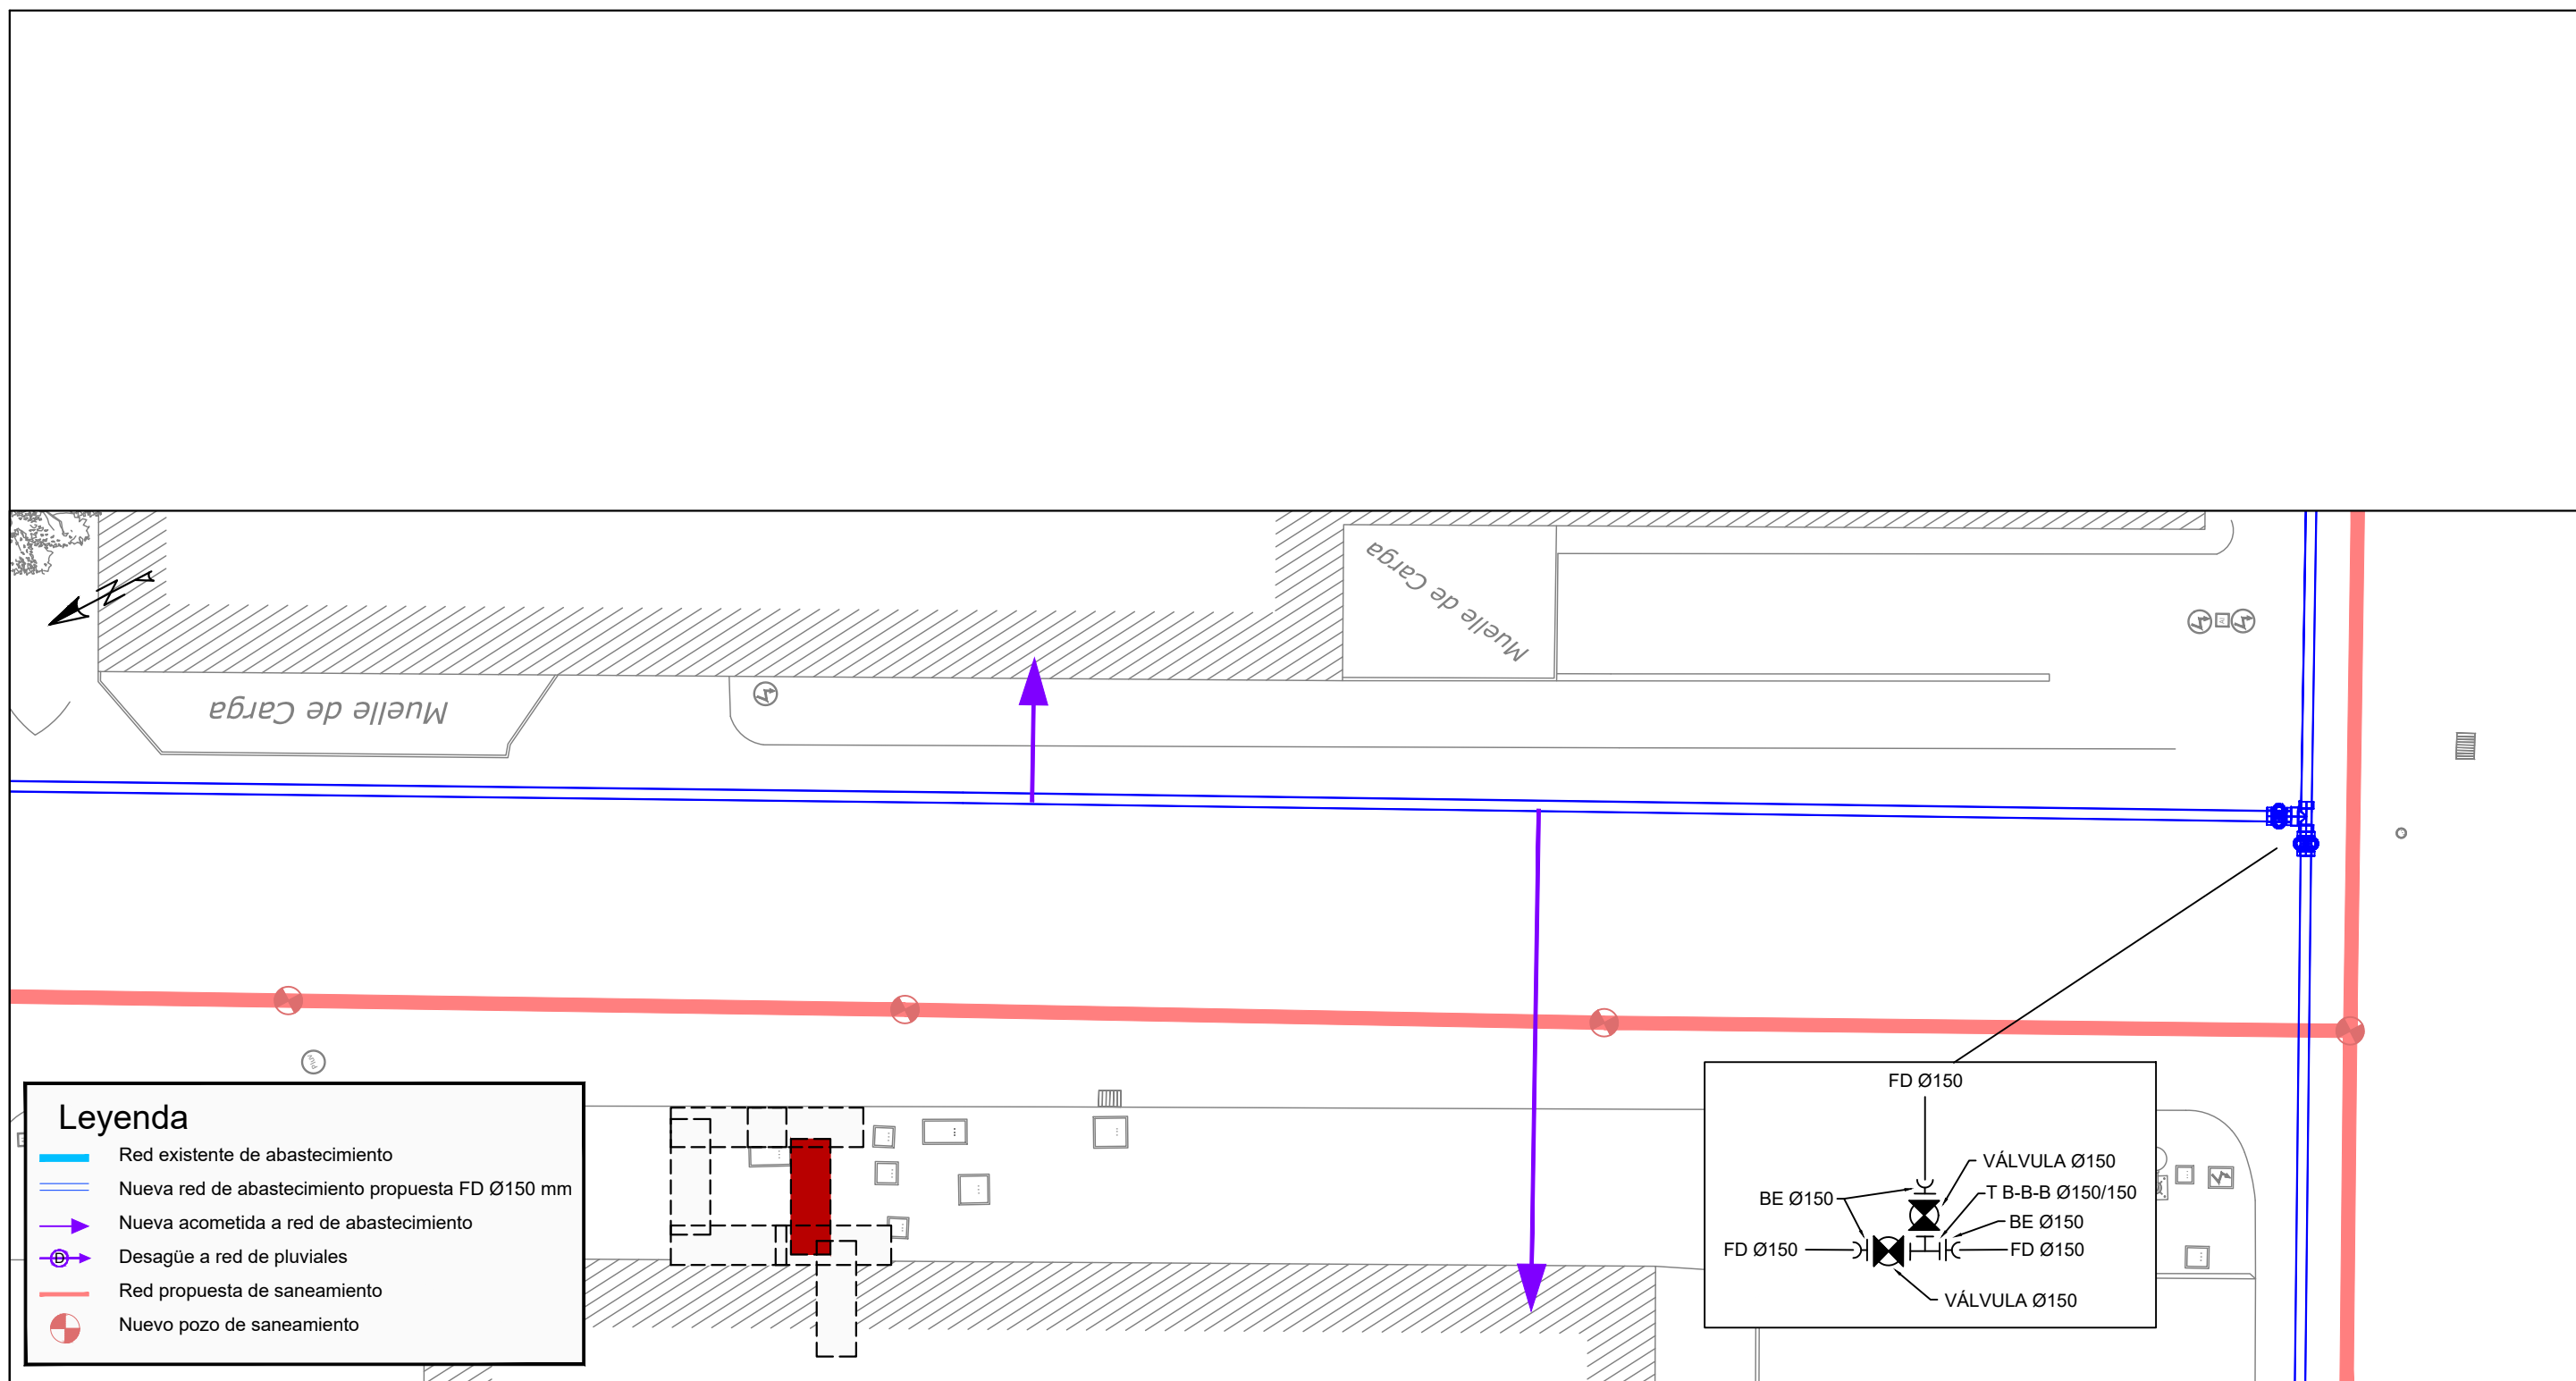 Muelle de Carga
N
Muelle de Carga
Leyenda
Red existente de abastecimiento
Nueva red de abastecimiento propuesta FD Ø150 mm
Nueva acometida a red de abastecimiento
D
Desagüe a red de pluviales
Red propuesta de saneamiento
Nuevo pozo de saneamiento
FD Ø150
VÁLVULA Ø150
BE Ø150
T B-B-B Ø150/150
BE Ø150
FD Ø150
FD Ø150
VÁLVULA Ø150